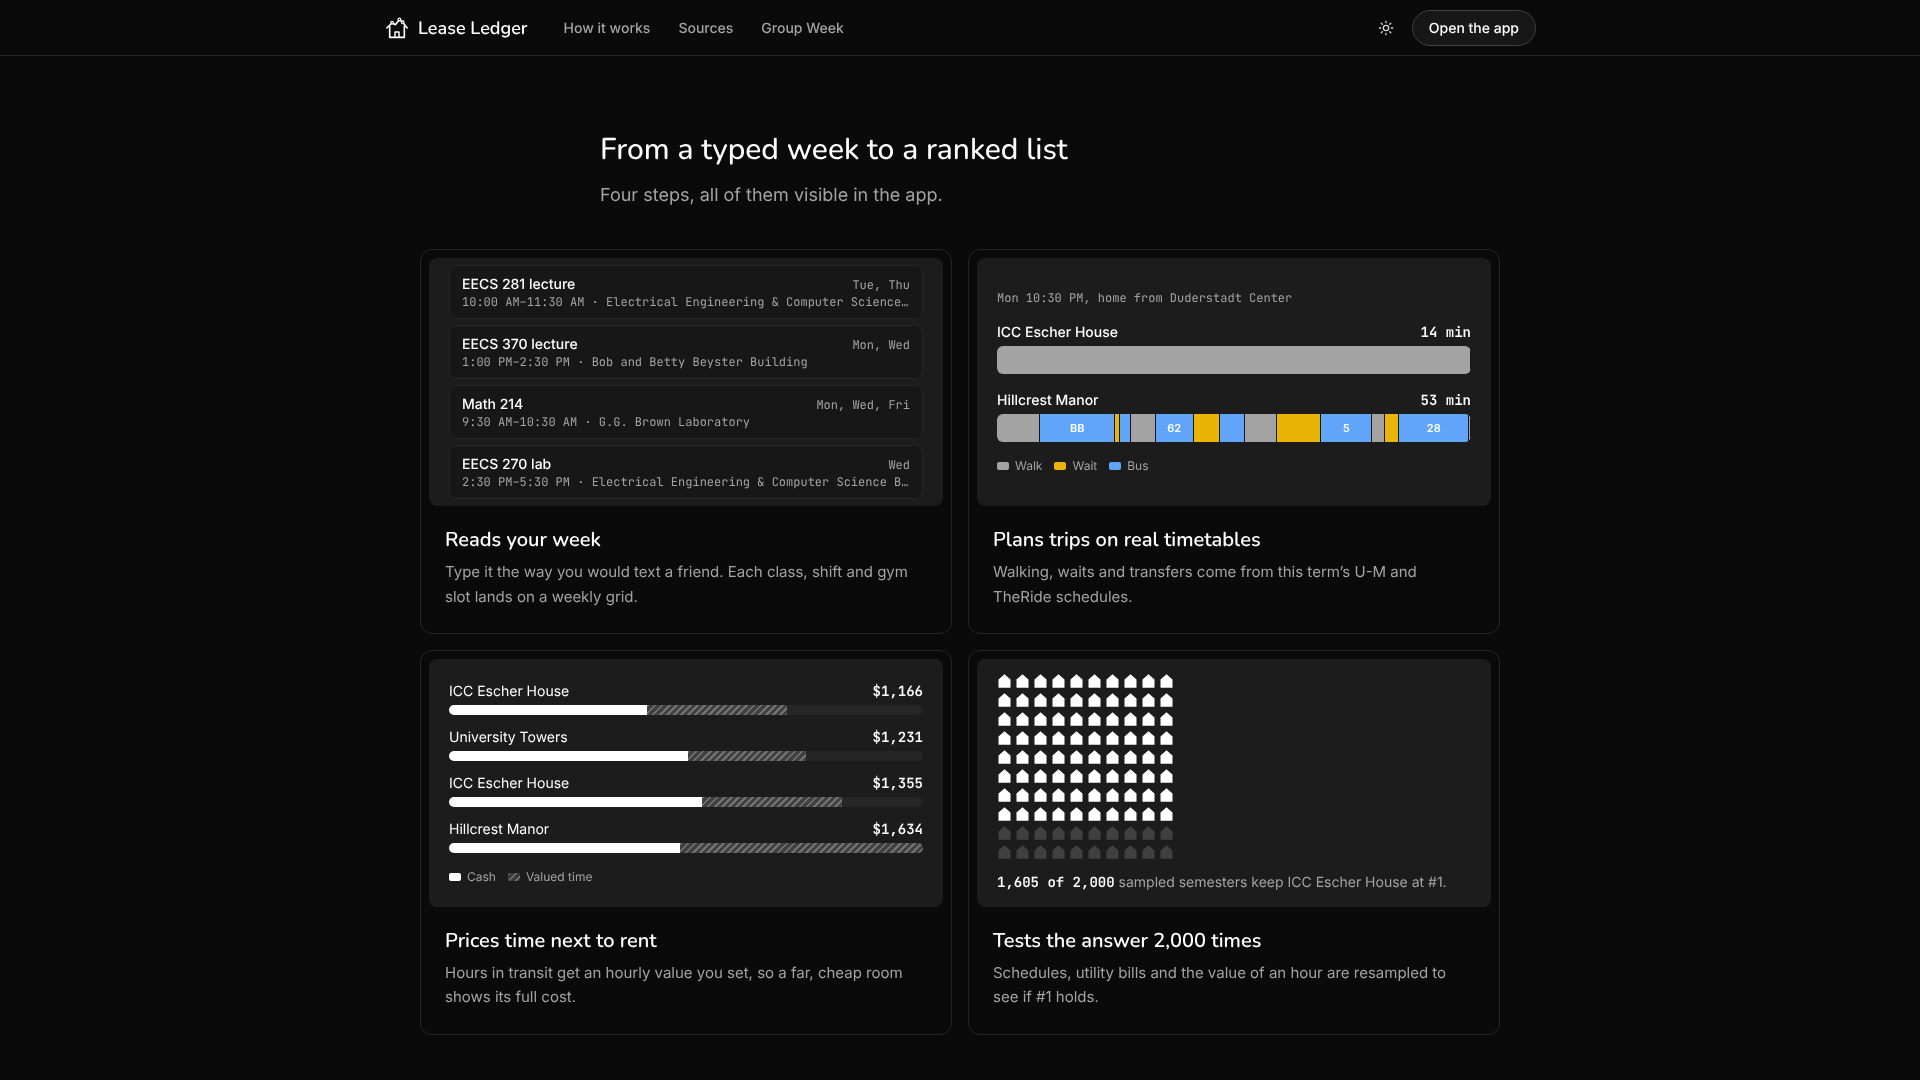 Lease Ledger
How it works
Sources
Group Week
Open the app
From a typed week to a ranked list
Four steps, all of them visible in the app.
EECS 281 lecture
Tue, Thu
10:00 AM–11:30 AM · Electrical Engineering & Computer Science…
EECS 370 lecture
Mon, Wed
1:00 PM–2:30 PM · Bob and Betty Beyster Building
Math 214
Mon, Wed, Fri
9:30 AM–10:30 AM · G.G. Brown Laboratory
EECS 270 lab
Wed
2:30 PM–5:30 PM · Electrical Engineering & Computer Science B…
Reads your week
Type it the way you would text a friend. Each class, shift and gym
slot lands on a weekly grid.
Mon 10:30 PM, home from Duderstadt Center
ICC Escher House
14 min
Hillcrest Manor
53 min
BB
62
5
28
Walk
Wait
Bus
Plans trips on real timetables
Walking, waits and transfers come from this term’s U-M and
TheRide schedules.
ICC Escher House
$1,166
University Towers
$1,231
ICC Escher House
$1,355
Hillcrest Manor
$1,634
Cash
Valued time
Prices time next to rent
Hours in transit get an hourly value you set, so a far, cheap room
shows its full cost.
1,605 of 2,000 sampled semesters keep ICC Escher House at #1.
Tests the answer 2,000 times
Schedules, utility bills and the value of an hour are resampled to
see if #1 holds.